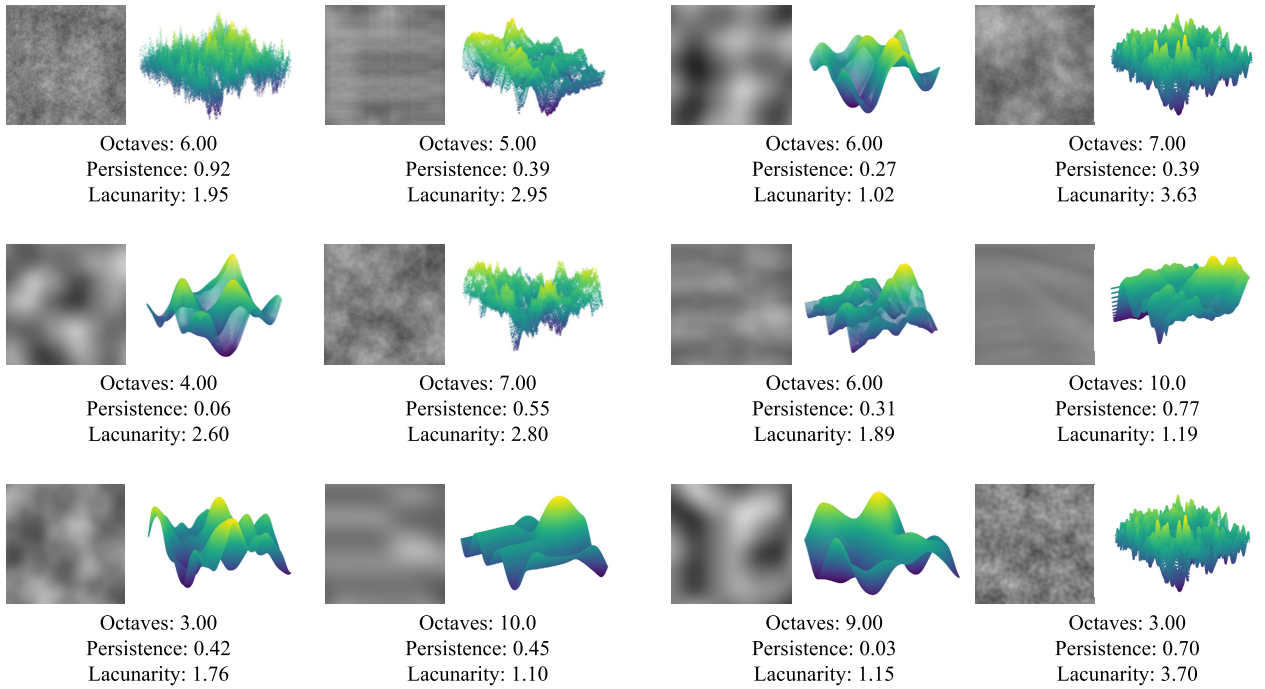 Octaves: 6.00
Persistence: 0.92
Lacunarity: 1.95
Octaves: 5.00
Persistence: 0.39
Lacunarity: 2.95
Octaves: 6.00
Persistence: 0.27
Lacunarity: 1.02
Octaves: 7.00
Persistence: 0.39
Lacunarity: 3.63
Octaves: 4.00
Persistence: 0.06
Lacunarity: 2.60
Octaves: 7.00
Persistence: 0.55
Lacunarity: 2.80
Octaves: 6.00
Persistence: 0.31
Lacunarity: 1.89
Octaves: 10.0
Persistence: 0.77
Lacunarity: 1.19
Octaves: 3.00
Persistence: 0.42
Lacunarity: 1.76
Octaves: 10.0
Persistence: 0.45
Lacunarity: 1.10
Octaves: 9.00
Persistence: 0.03
Lacunarity: 1.15
Octaves: 3.00
Persistence: 0.70
Lacunarity: 3.70